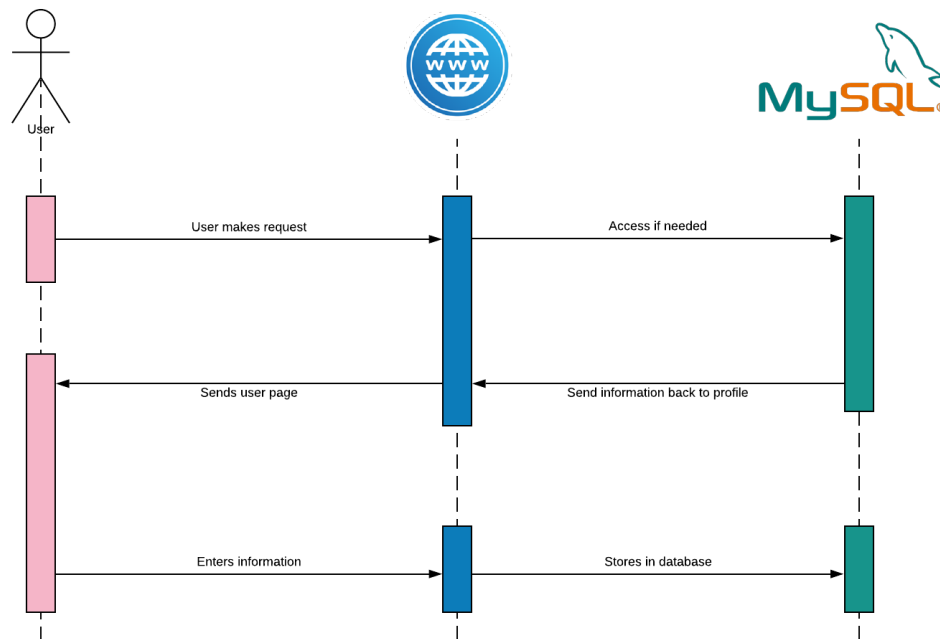 WWW
MySQL
User
User makes request
Access if needed
Sends user page
Send information back to profile
Enters information
Stores in database